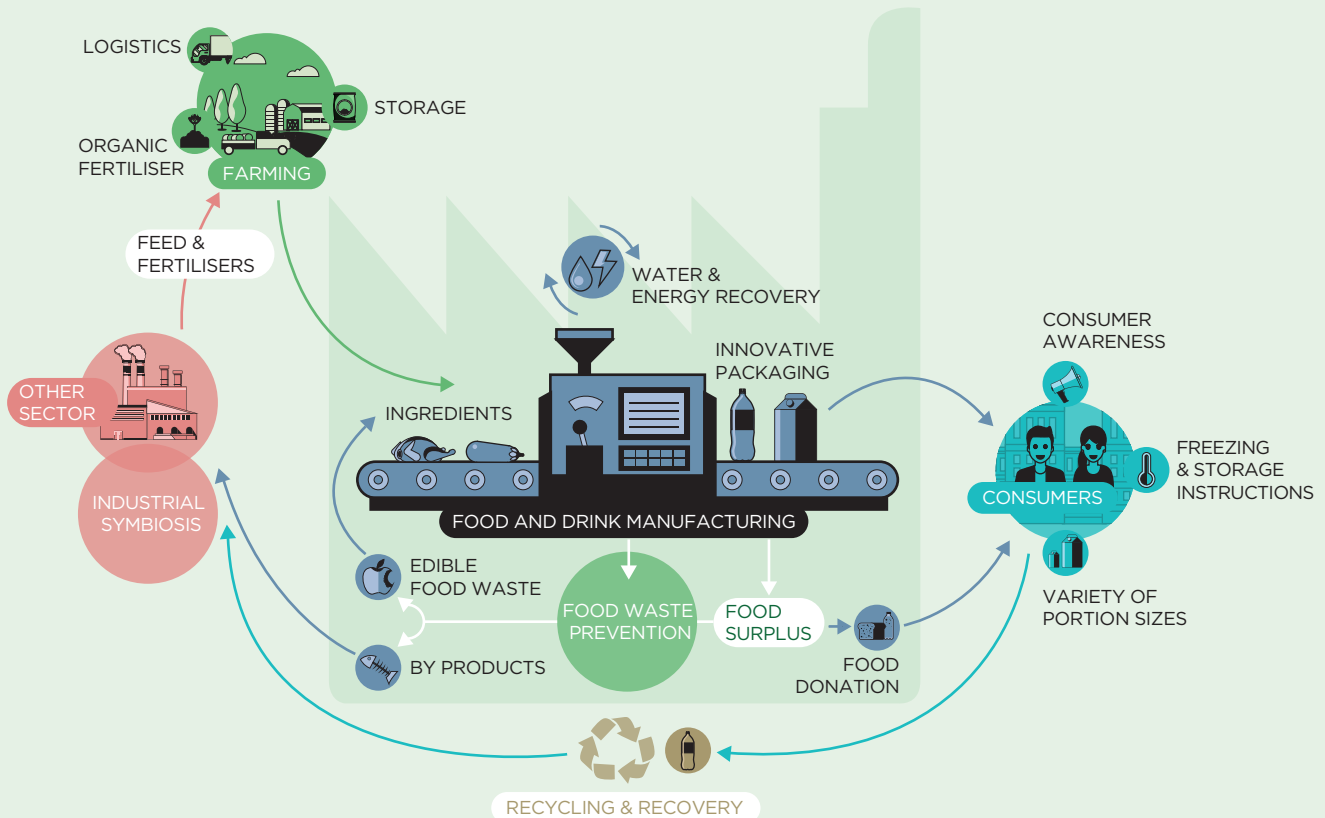 LOGISTICS
STORAGE
ORGANIC
FERTILISER
FARMING
FEED &
FERTILISERS
WATER &
ENERGY RECOVERY
INNOVATIVE
PACKAGING
CONSUMER
AWARENESS
OTHER
SECTOR
INGREDIENTS
FREEZING
& STORAGE
INSTRUCTIONS
CONSUMERS
INDUSTRIAL
SYMBIOSIS
FOOD AND DRINK MANUFACTURING
EDIBLE
FOOD WASTE
FOOD WASTE
PREVENTION
FOOD
SURPLUS
VARIETY OF
PORTION SIZES
BY PRODUCTS
FOOD
DONATION
RECYCLING & RECOVERY